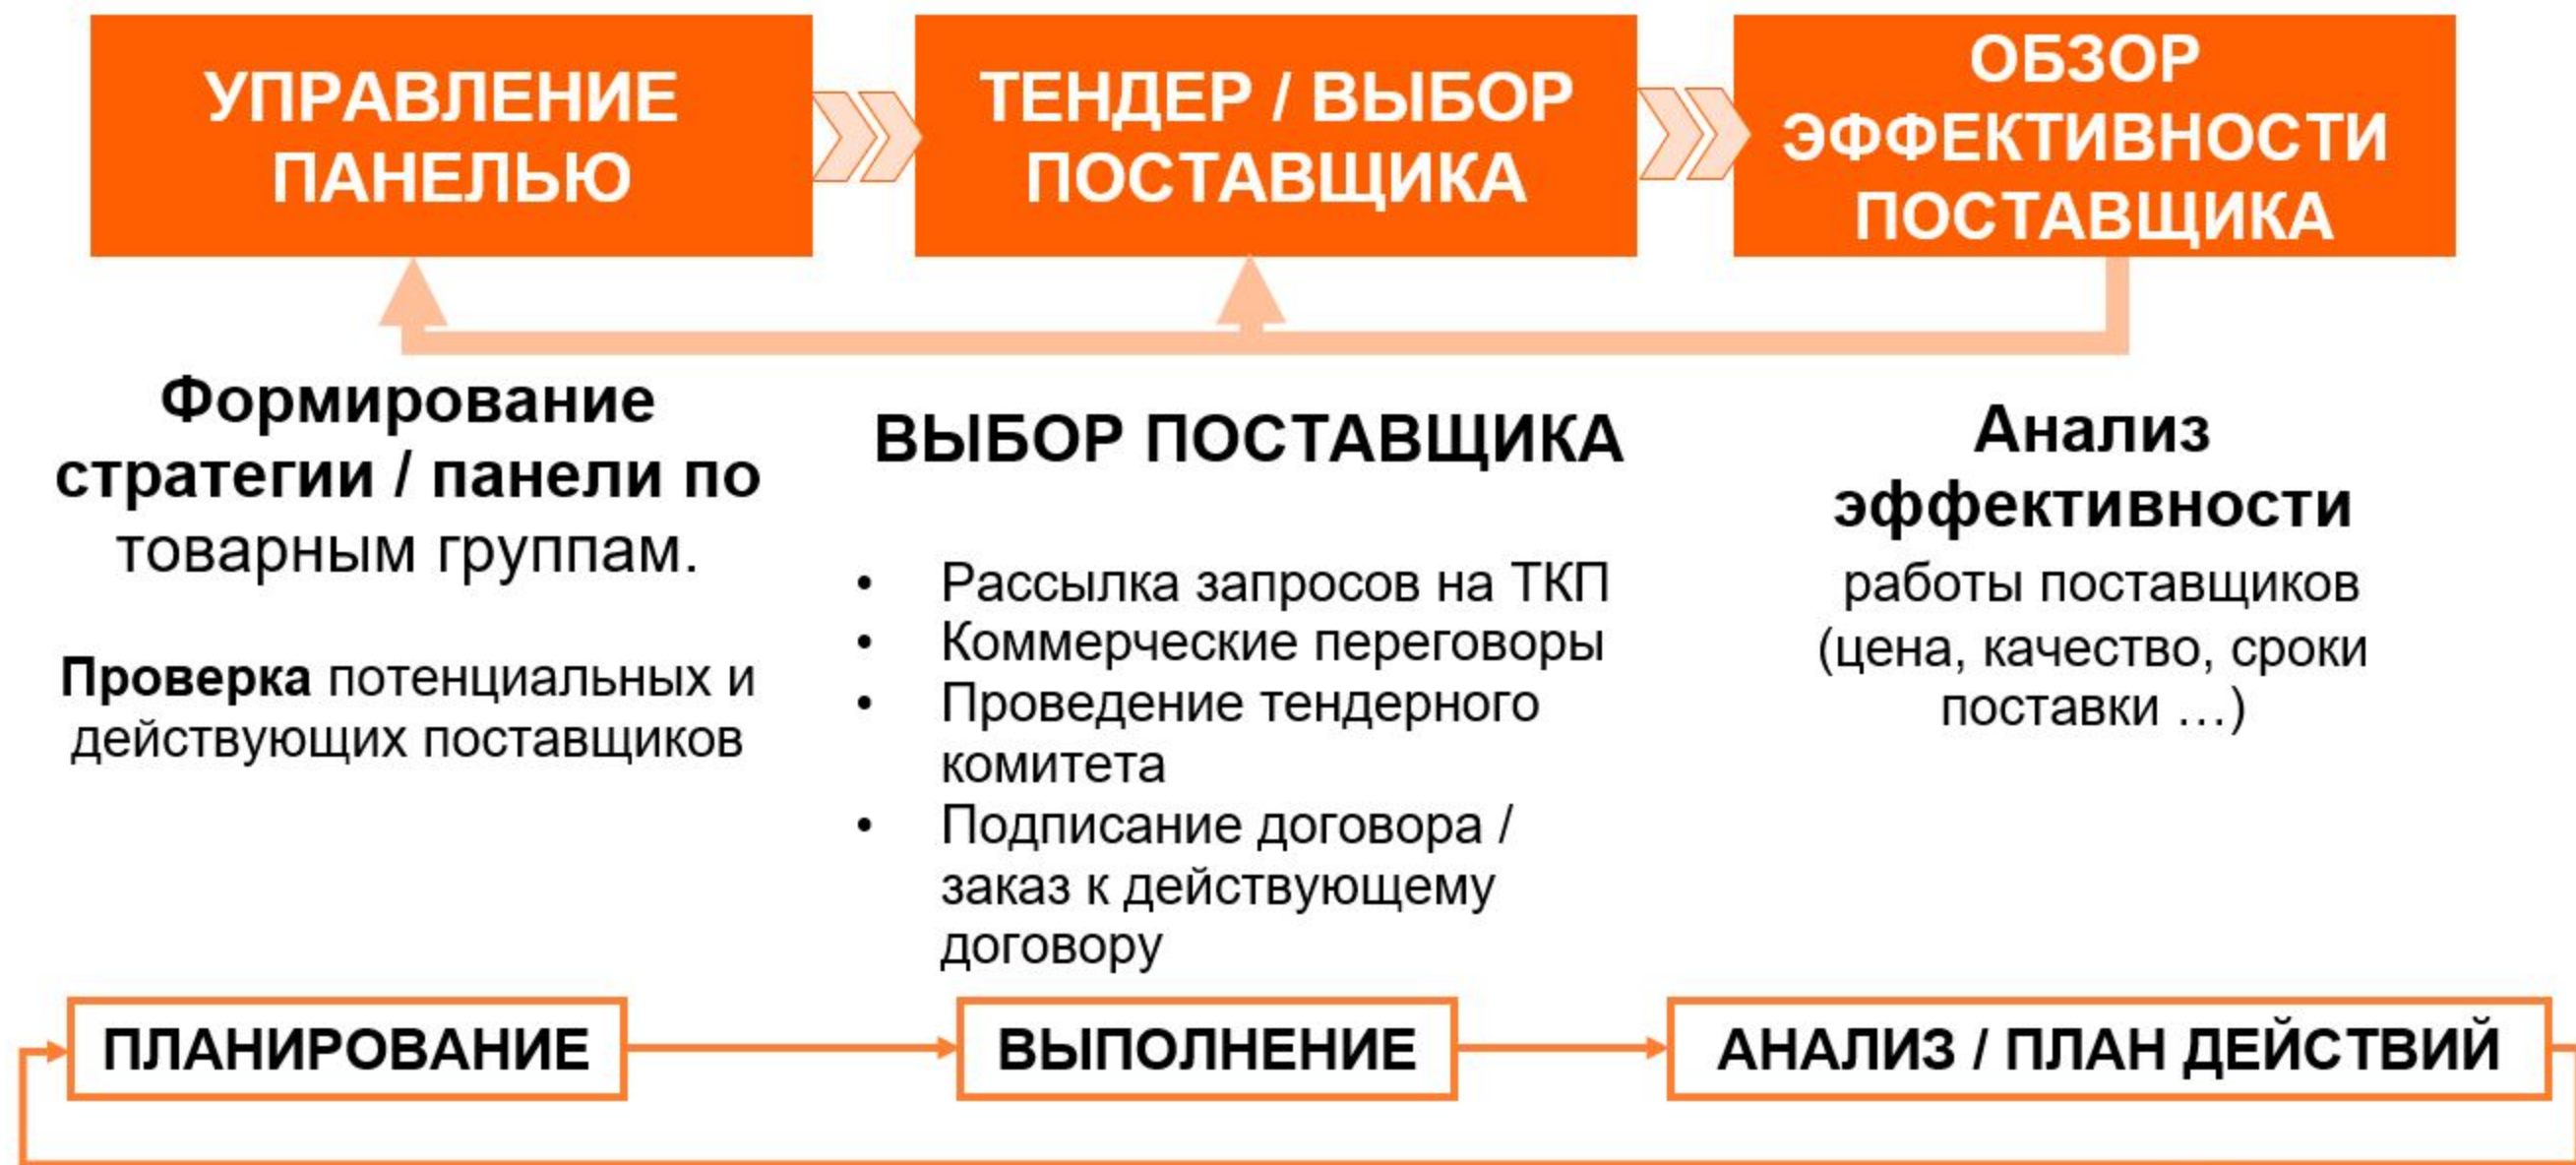 УПРАВЛЕНИЕ
ПАНЕЛЬЮ
ТЕНДЕР / ВЫБОР
ПОСТАВЩИКА
ОБЗОР
ЭФФЕКТИВНОСТИ
ПОСТАВЩИКА
Формирование
стратегии / панели по
товарным группам.
Проверка потенциальных и
действующих поставщиков
ВЫБОР ПОСТАВЩИКА
• Рассылка запросов на ТКП
• Коммерческие переговоры
• Проведение тендерного
комитета
• Подписание договора /
заказ к действующему
договору
Анализ
эффективности
работы поставщиков
(цена, качество, сроки
поставки ...)
ПЛАНИРОВАНИЕ
ВЫПОЛНЕНИЕ
АНАЛИЗ / ПЛАН ДЕЙСТВИЙ